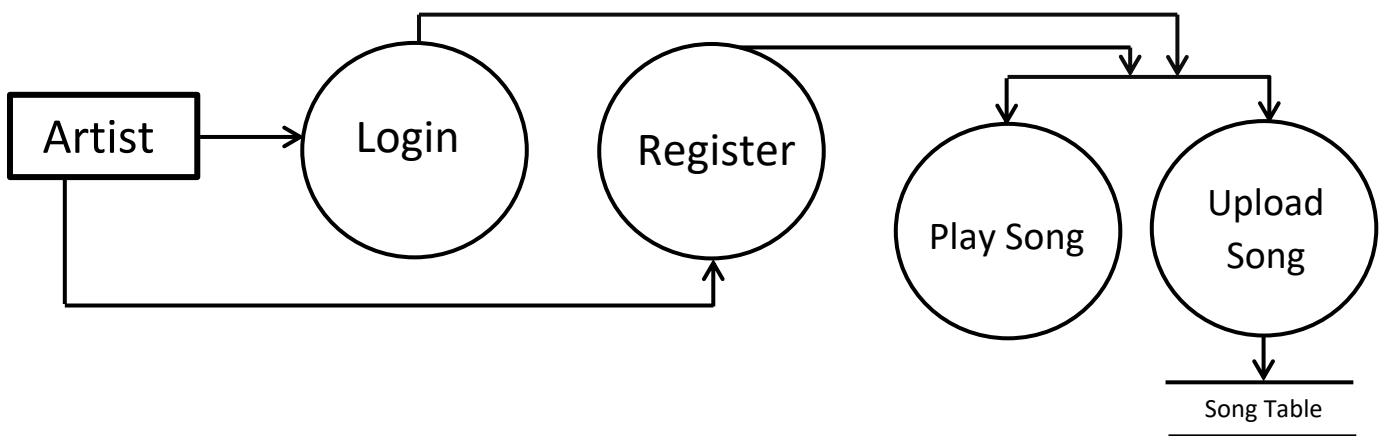 Artist
Login
Register
Play Song
Upload
Song
Song Table